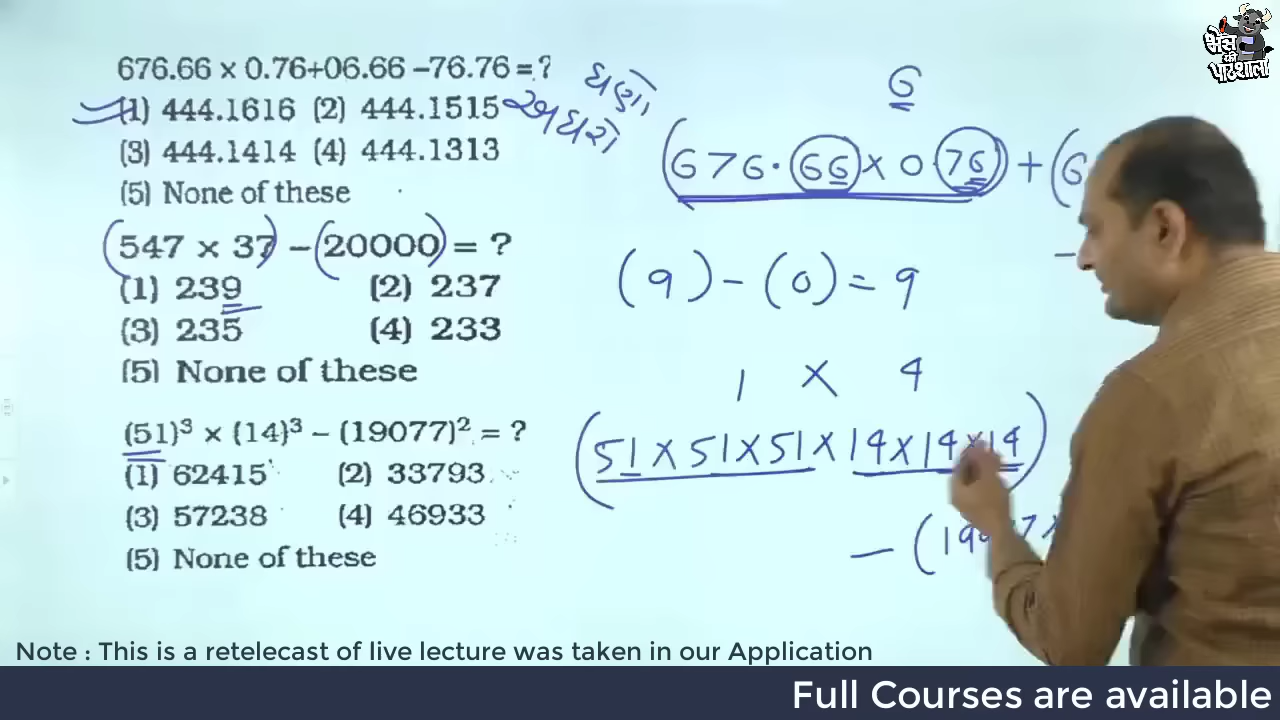 676.66 × 0.76+06.66 −76.76 = ?
(1) 444.1616 (2) 444.1515
(3) 444.1414 (4) 444.1313
(5) None of these
(547 × 37) − (20000) = ?
(1) 239 (2) 237
(3) 235 (4) 233
(5) None of these
(51)³ × (14)³ − (19077)² = ?
(1) 62415 (2) 33793
(3) 57238 (4) 46933
(5) None of these
6
(676.66 × 0.76) + (6
−
(9) − (0) = 9
1 × 4
(51 × 51 × 51 × 14 × 14 × 14)
− (19
भैंस
की
पाठशाला
Note : This is a retelecast of live lecture was taken in our Application
Full Courses are available